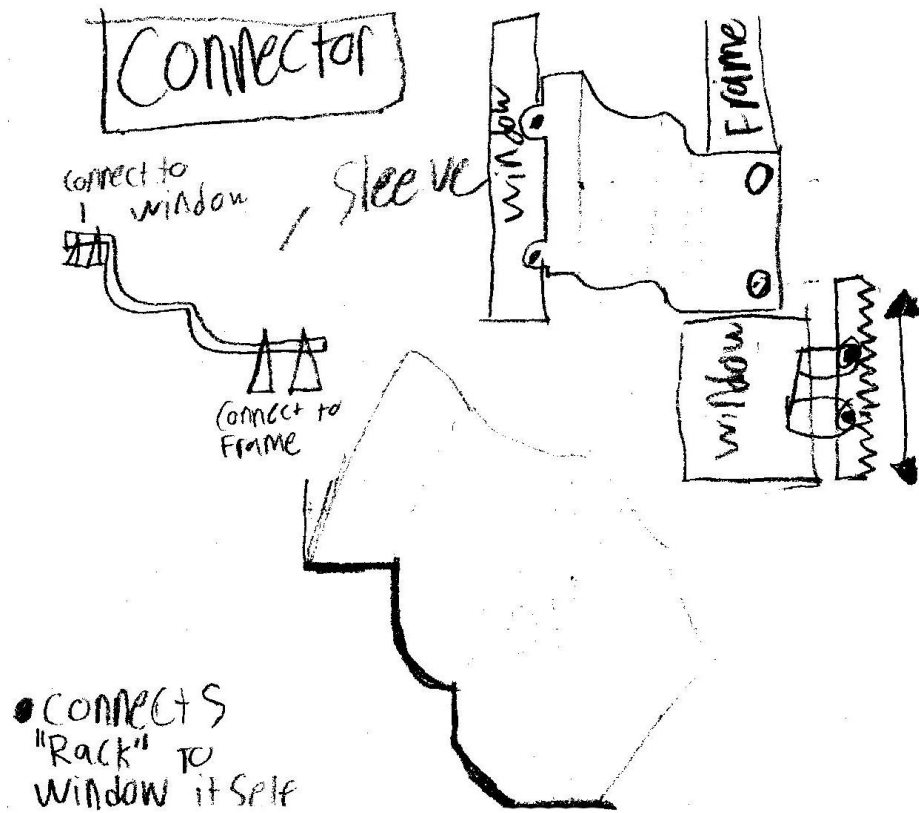 Connector
connect to
window
, Sleeve
window
Frame
connect to
Frame
window
• Connects
"Rack" to
window itself